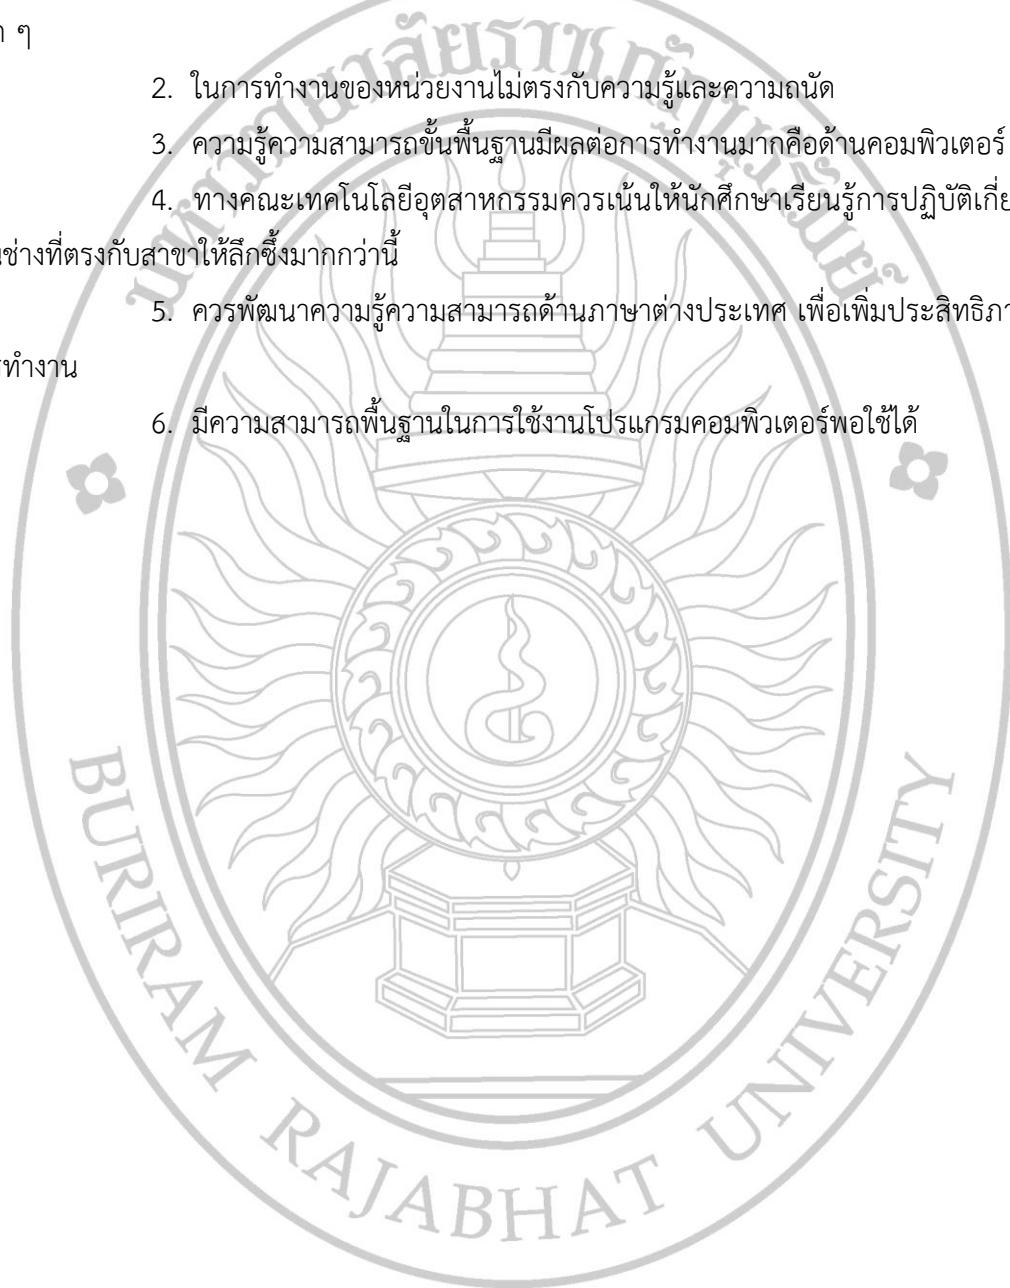 ๆ
2. ในการทำงานของหน่วยงานไม่ตรงกับความรู้และความถนัด
3. ความรู้ความสามารถขั้นพื้นฐานมีผลต่อการทำงานมากคือด้านคอมพิวเตอร์
4. ทางคณะเทคโนโลยีอุตสาหกรรมควรเน้นให้นักศึกษาเรียนรู้การปฏิบัติ
ช่างที่ตรงกับสาขาให้ลึกซึ้งมากกว่านี้
5. ควรพัฒนาความรู้ความสามารถด้านภาษาต่างประเทศ เพื่อเพิ่ม
ทำงาน
6. มีความสามารถพื้นฐานในการใช้งานโปรแกรมคอมพิวเตอร์พอใช้ได้
มหาวิทยาลัยราชภัฏบุรีรัมย์
BURIRAM RAJABHAT UNIVERSITY